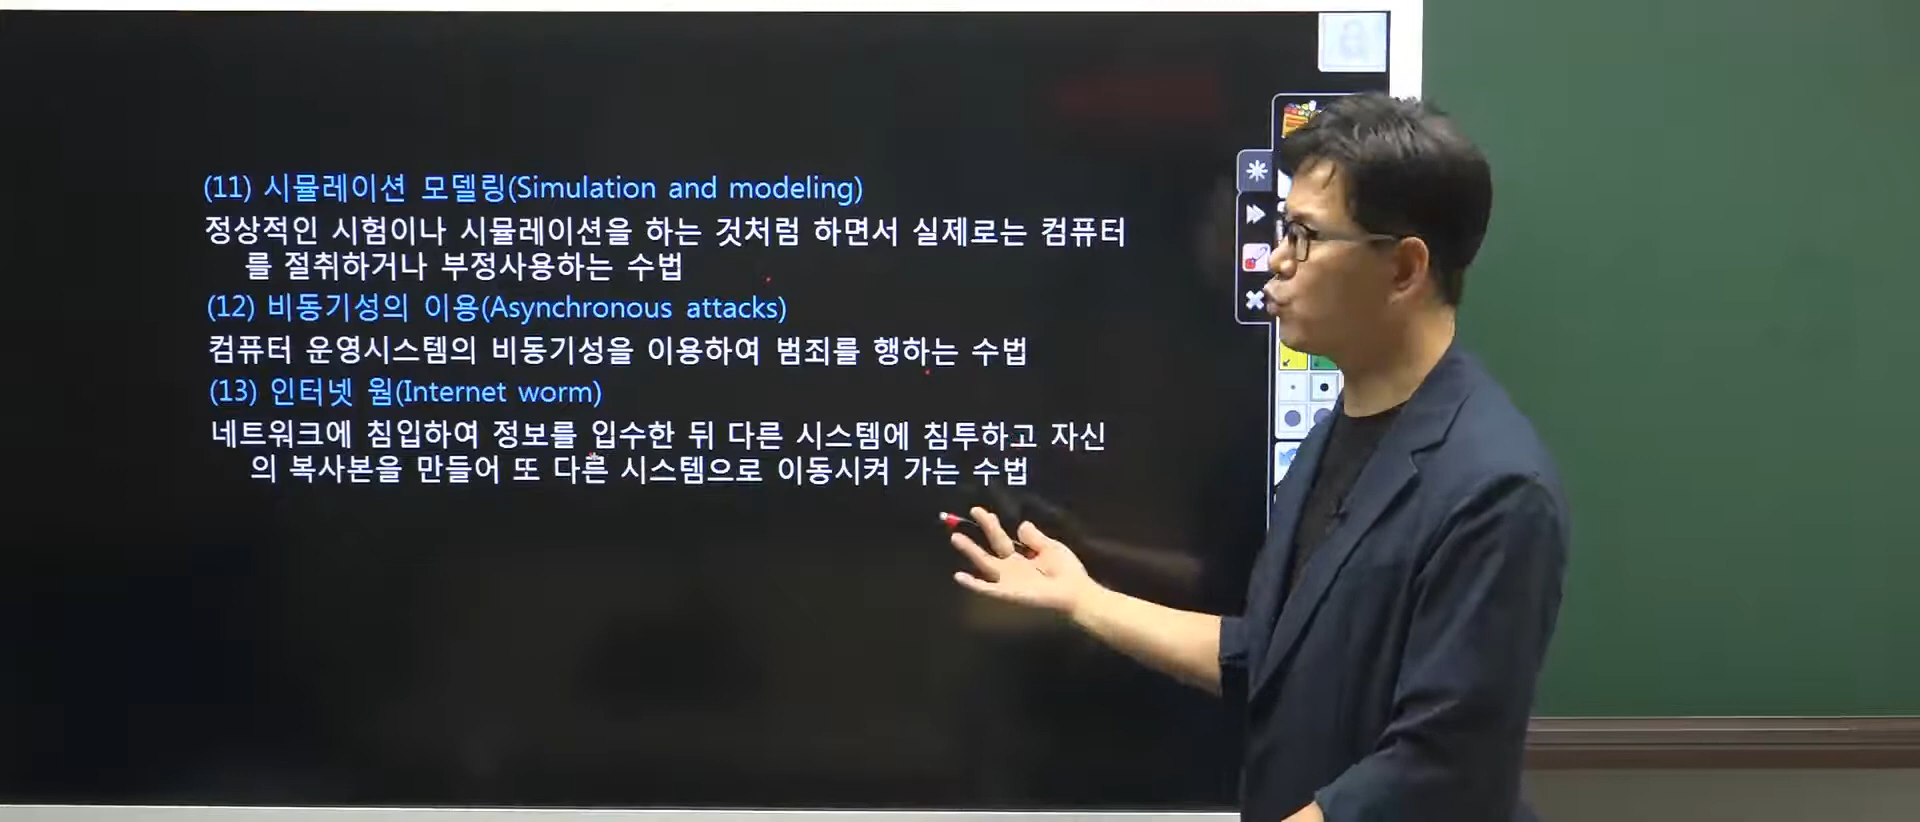 (11) 시뮬레이션 모델링(Simulation and modeling)
정상적인 시험이나 시뮬레이션을 하는 것처럼 하면서 실제로는 컴퓨터
를 절취하거나 부정사용하는 수법
(12) 비동기성의 이용(Asynchronous attacks)
컴퓨터 운영시스템의 비동기성을 이용하여 범죄를 행하는 수법
(13) 인터넷 웜(Internet worm)
네트워크에 침입하여 정보를 입수한 뒤 다른 시스템에 침투하고 자신
의 복사본을 만들어 또 다른 시스템으로 이동시켜 가는 수법